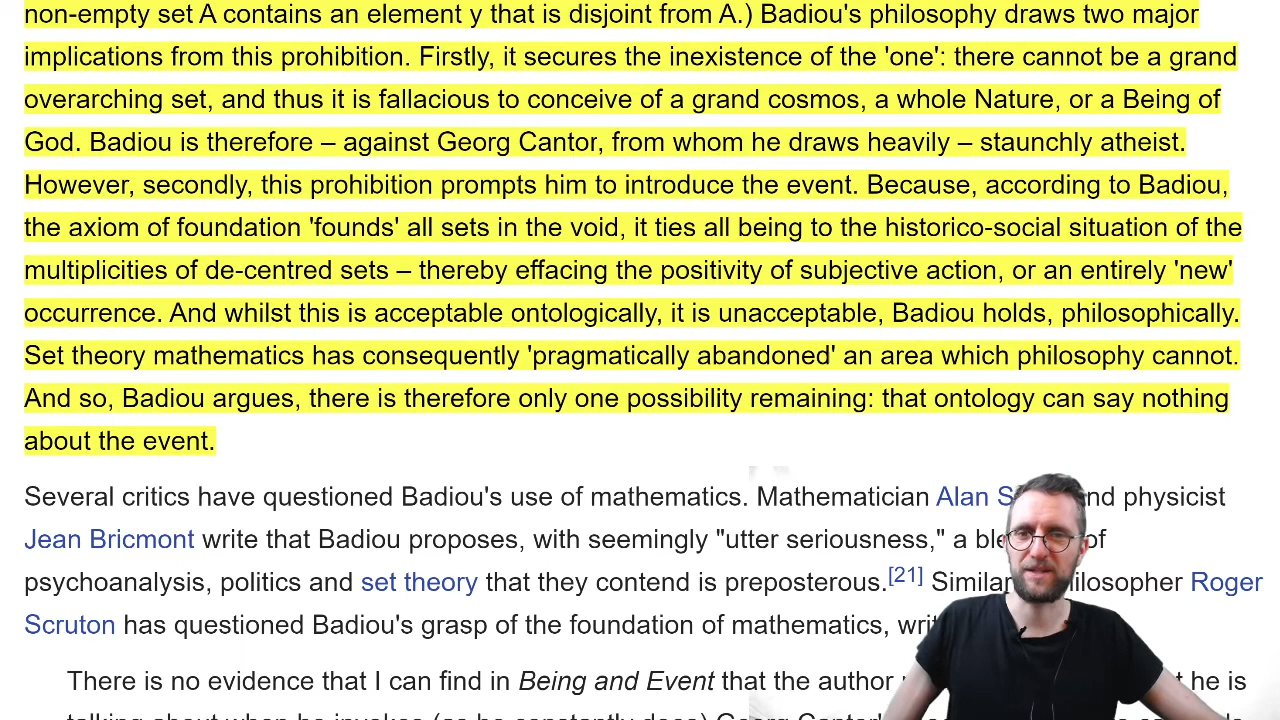 non-empty set A contains an element y that is disjoint from A.) Badiou's philosophy draws two major
implications from this prohibition. Firstly, it secures the inexistence of the 'one': there cannot be a grand
overarching set, and thus it is fallacious to conceive of a grand cosmos, a whole Nature, or a Being of
God. Badiou is therefore – against Georg Cantor, from whom he draws heavily – staunchly atheist.
However, secondly, this prohibition prompts him to introduce the event. Because, according to Badiou,
the axiom of foundation 'founds' all sets in the void, it ties all being to the historico-social situation of the
multiplicities of de-centred sets – thereby effacing the positivity of subjective action, or an entirely 'new'
occurrence. And whilst this is acceptable ontologically, it is unacceptable, Badiou holds, philosophically.
Set theory mathematics has consequently 'pragmatically abandoned' an area which philosophy cannot.
And so, Badiou argues, there is therefore only one possibility remaining: that ontology can say nothing
about the event.
Several critics have questioned Badiou's use of mathematics. Mathematician Alan physicist
Jean Bricmont write that Badiou proposes, with seemingly "utter seriousness," a of
psychoanalysis, politics and set theory that they contend is preposterous.[21] Roger
Scruton has questioned Badiou's grasp of the foundation of mathematics,
There is no evidence that I can find in Being and Event that the author he is